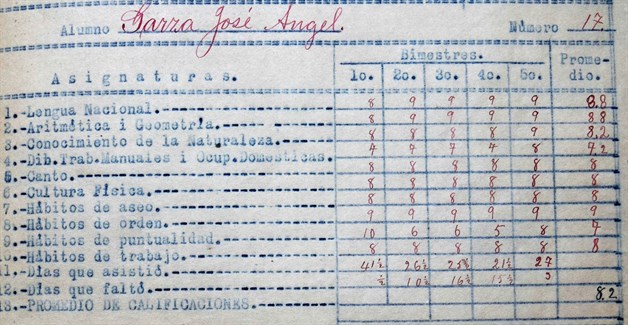 Alumno Garza José Angel. Número 17
Asignaturas. Bimestres. Promedio.
1o. 2o. 3o. 4o. 5o.
1.-Lengua Nacional. 8 9 9 9 9 8.8
2.-Aritmética i Geometría. 8 9 9 9 9 8.8
3.-Conocimiento de la Naturaleza. 8 8 8 8 9 8.2
4.-Dib.Trab.Manuales i Ocup.Domesticas. 7 7 7 7 8 7.2
5.-Canto. 8 8 8 8 8 8
6.-Cultura Física. 8 8 8 8 8 8
7.-Hábitos de aseo. 8 8 8 8 8 8
8.-Hábitos de orden. 9 9 9 9 9 9
9.-Hábitos de puntualidad 10 6 6 5 8 7
10.-Hábitos de trabajo. 8 8 8 8 8 8
11.-Días que asistió. 41½ 26½ 21½ 27
12.-Días que faltó. ½ 10½ 16½ 15½
13.-PROMEDIO DE CALIFICACIONES. 8.2